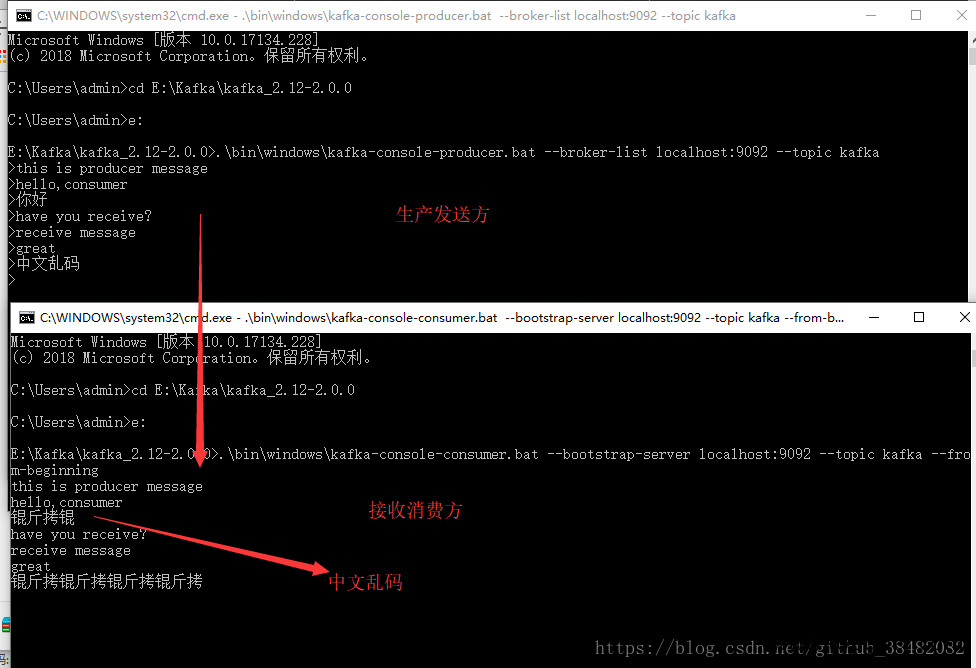 C:\WINDOWS\system32\cmd.exe - .\bin\windows\kafka-console-producer.bat --broker-list localhost:9092 --topic kafka
Microsoft Windows [版本 10.0.17134.228]
(c) 2018 Microsoft Corporation。保留所有权利。
C:\Users\admin>cd E:\Kafka\kafka_2.12-2.0.0
C:\Users\admin>e:
E:\Kafka\kafka_2.12-2.0.0>.\bin\windows\kafka-console-producer.bat --broker-list localhost:9092 --topic kafka
>this is producer message
>hello,consumer
>你好
>have you receive?
生产发送方
>receive message
>great
>中文乱码
>
C:\WINDOWS\system32\cmd.exe - .\bin\windows\kafka-console-consumer.bat --bootstrap-server localhost:9092 --topic kafka --from-b...
Microsoft Windows [版本 10.0.17134.228]
(c) 2018 Microsoft Corporation。保留所有权利。
C:\Users\admin>cd E:\Kafka\kafka_2.12-2.0.0
C:\Users\admin>e:
E:\Kafka\kafka_2.12-2.0.0>.\bin\windows\kafka-console-consumer.bat --bootstrap-server localhost:9092 --topic kafka --fro
m-beginning
this is producer message
hello,consumer
接收消费方
锟斤拷锟
have you receive?
receive message
great
锟斤拷锟斤拷锟斤拷锟斤拷
中文乱码
https://blog.csdn.net/github_38482082